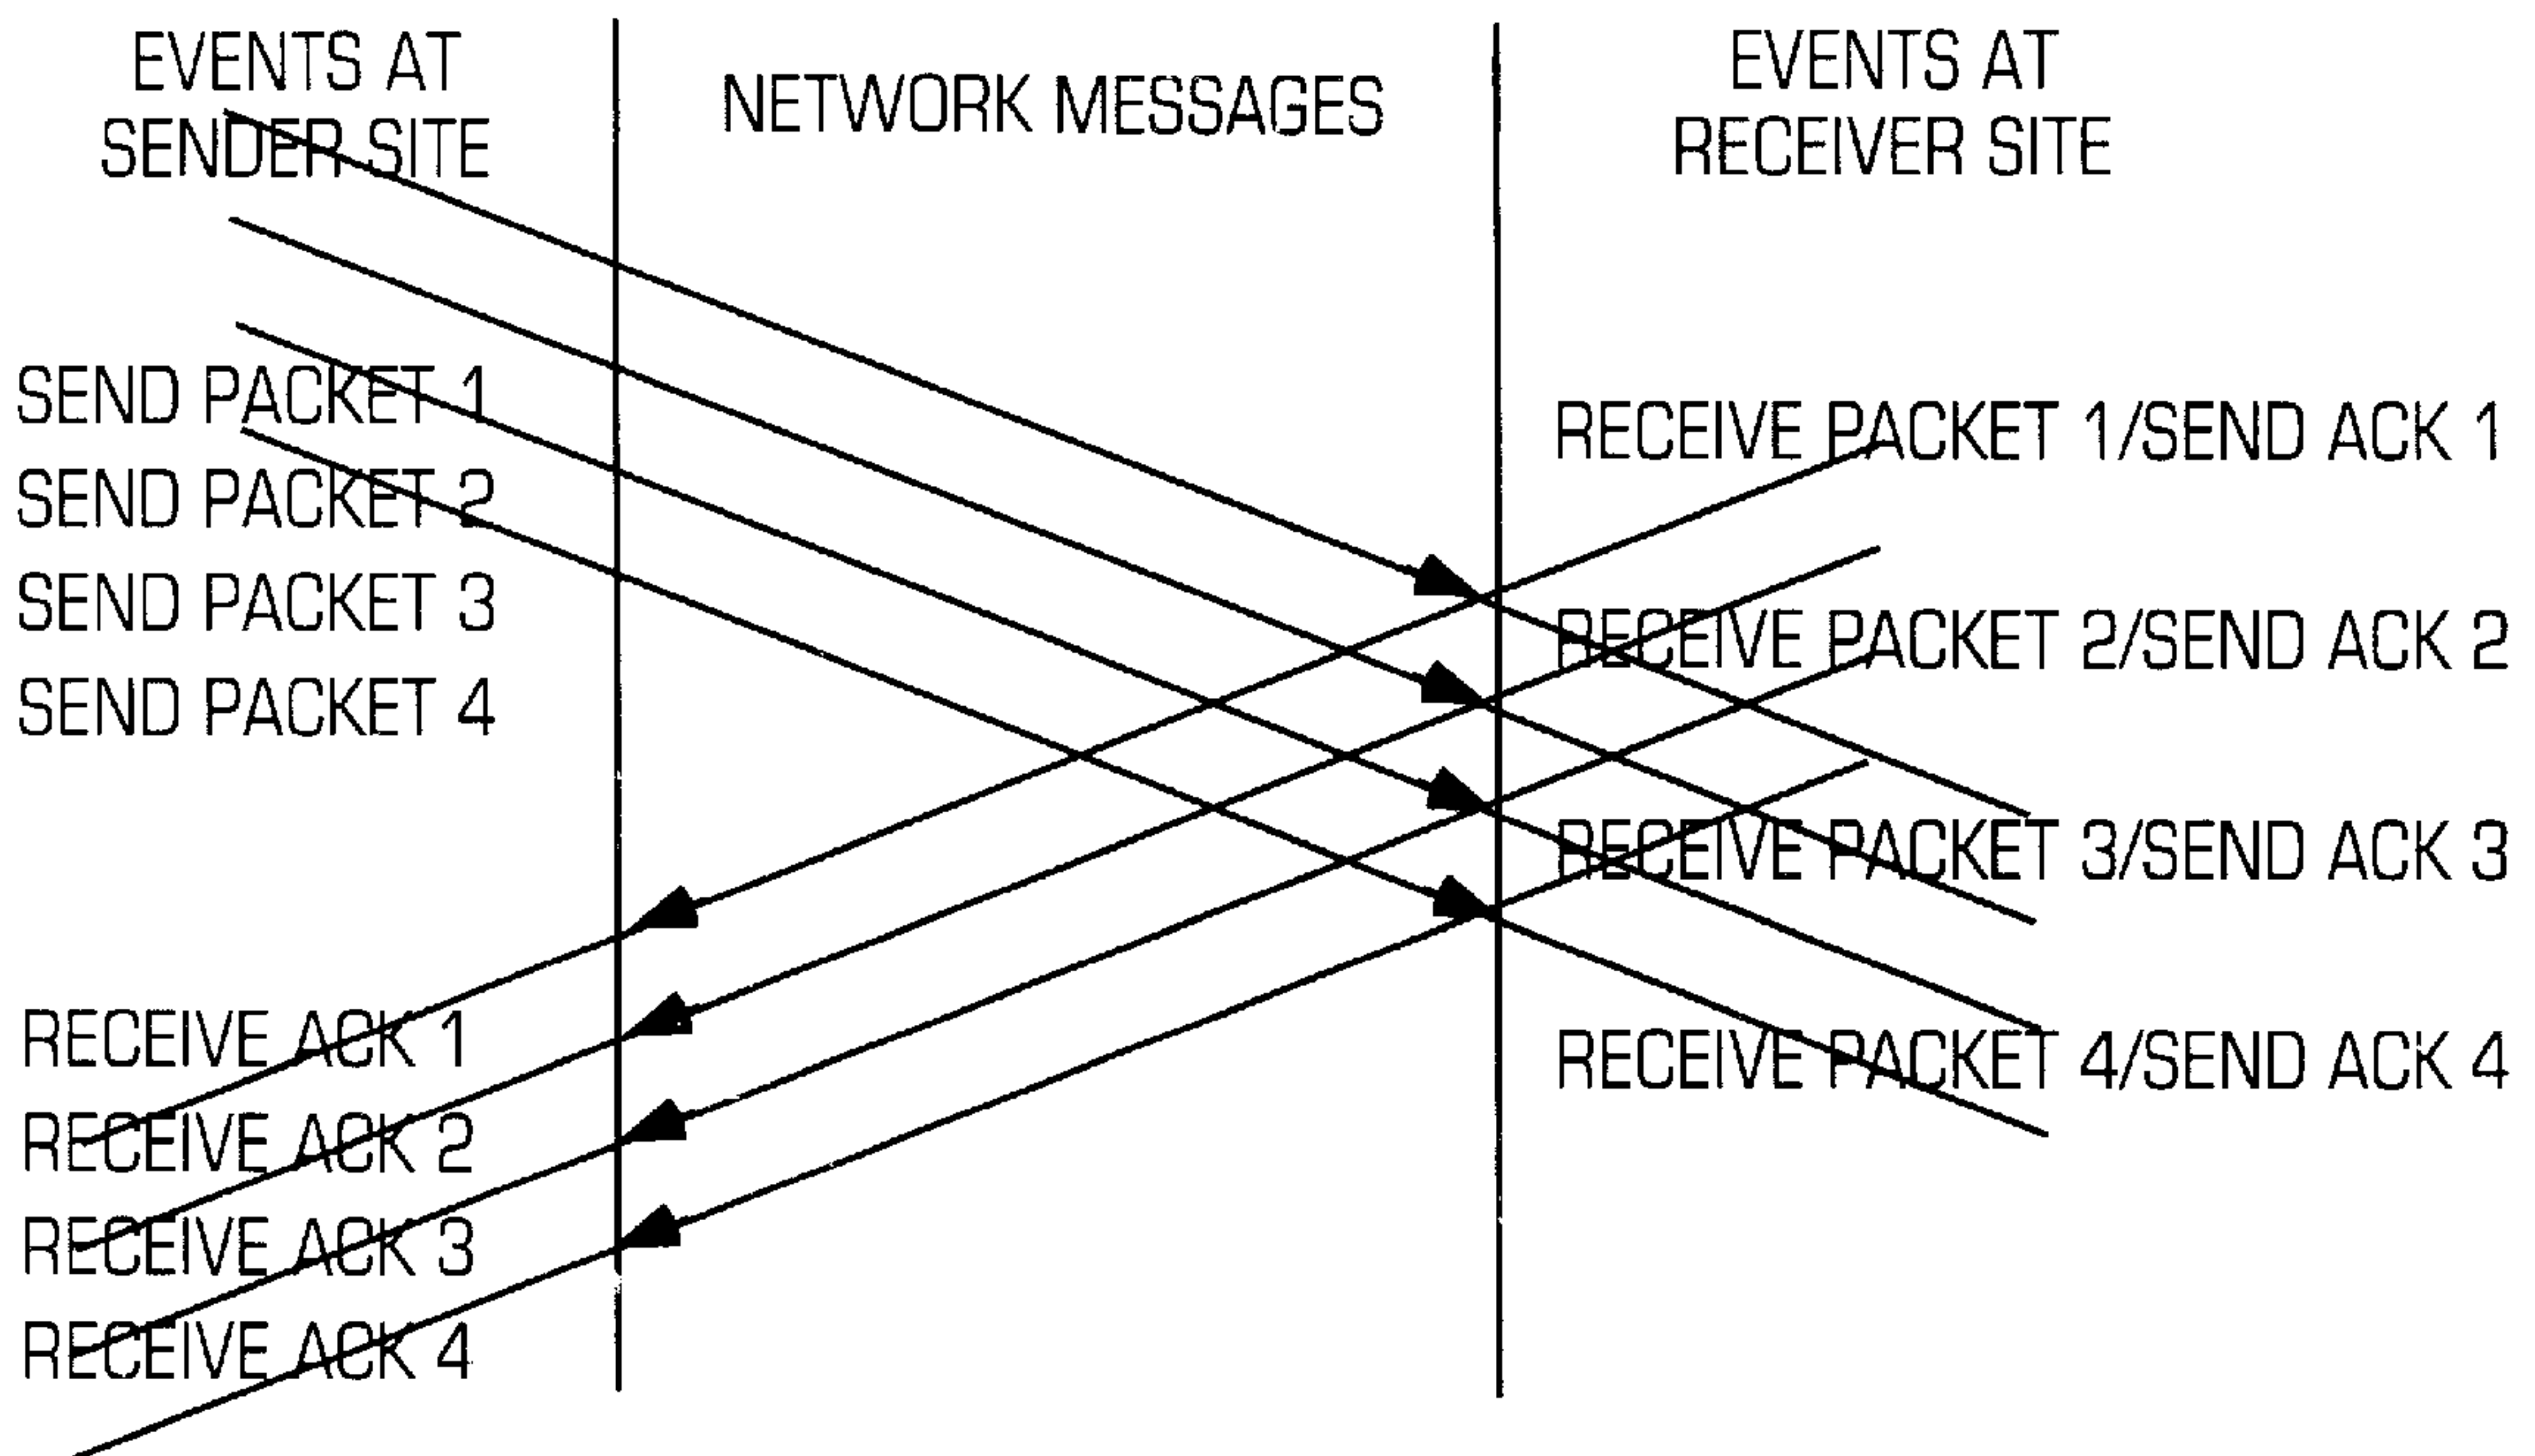 EVENTS AT
SENDER SITE
NETWORK MESSAGES
EVENTS AT
RECEIVER SITE
SEND PACKET 1
SEND PACKET 2
SEND PACKET 3
SEND PACKET 4
RECEIVE PACKET 1/SEND ACK 1
RECEIVE PACKET 2/SEND ACK 2
RECEIVE PACKET 3/SEND ACK 3
RECEIVE PACKET 4/SEND ACK 4
RECEIVE ACK 1
RECEIVE ACK 2
RECEIVE ACK 3
RECEIVE ACK 4